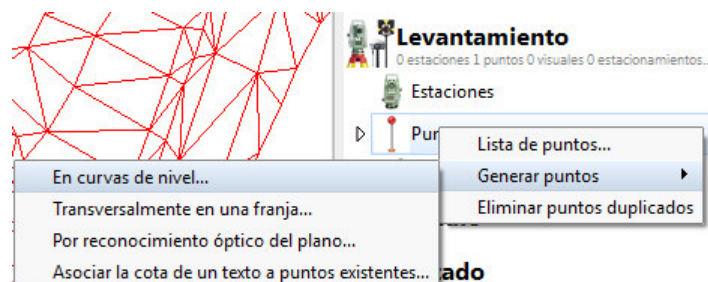 Levantamiento
0 estaciones 1 puntos 0 visuales 0 estacionamientos...
Estaciones
Lista de puntos...
Generar puntos
Eliminar puntos duplicados
En curvas de nivel...
Transversalmente en una franja...
Por reconocimiento óptico del plano...
Asociar la cota de un texto a puntos existentes...